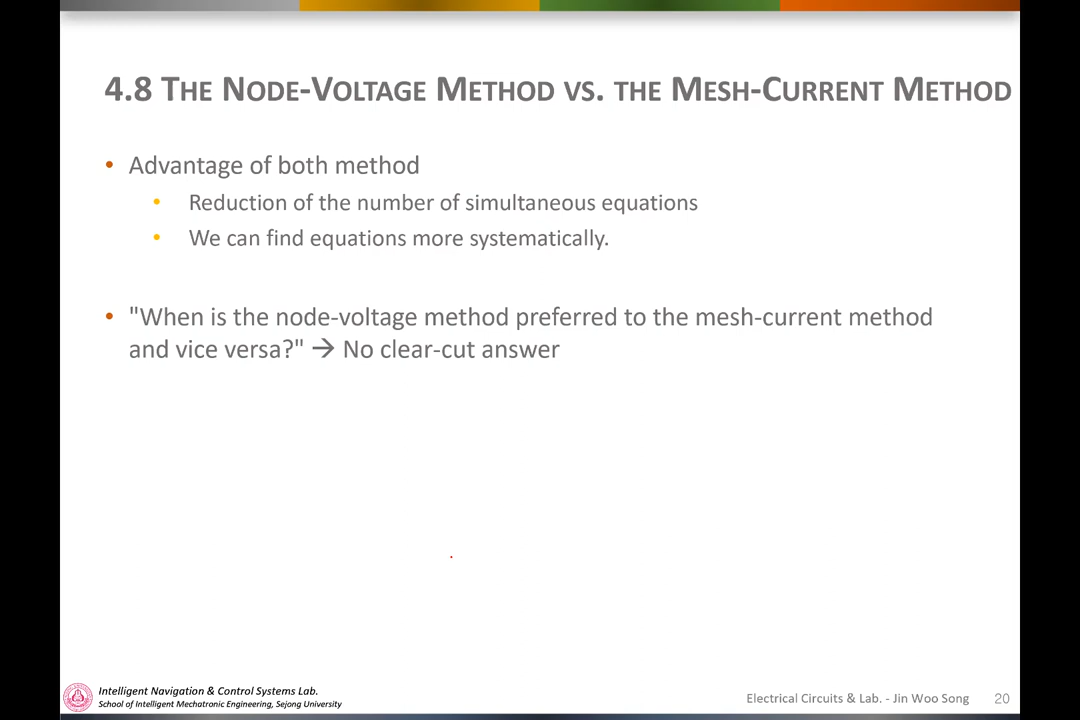 4.8 THE NODE-VOLTAGE METHOD VS. THE MESH-CURRENT METHOD
• Advantage of both method
• Reduction of the number of simultaneous equations
• We can find equations more systematically.
• "When is the node-voltage method preferred to the mesh-current method
and vice versa?" → No clear-cut answer
Intelligent Navigation & Control Systems Lab.
School of Intelligent Mechatronic Engineering, Sejong University
Electrical Circuits & Lab. - Jin Woo Song 20